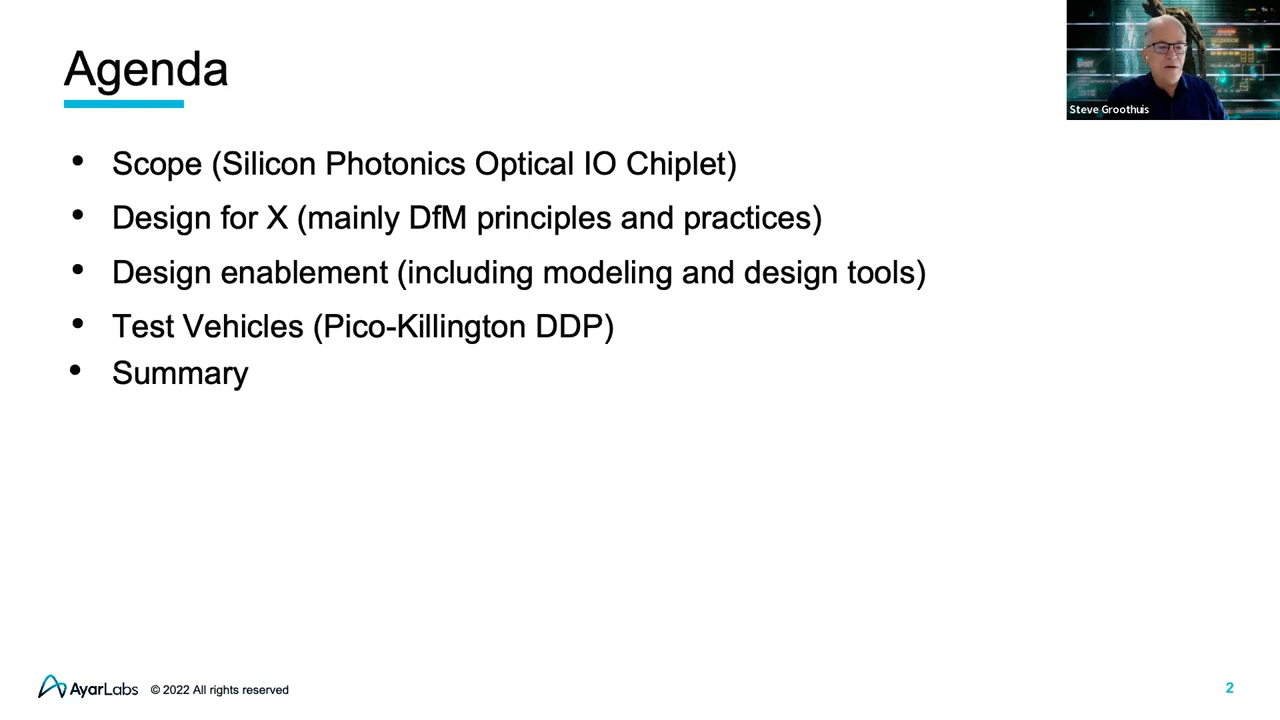 Agenda
GROOT
Steve Groothuis
• Scope (Silicon Photonics Optical IO Chiplet)
• Design for X (mainly DfM principles and practices)
• Design enablement (including modeling and design tools)
• Test Vehicles (Pico-Killington DDP)
• Summary
AyarLabs © 2022 All rights reserved
2